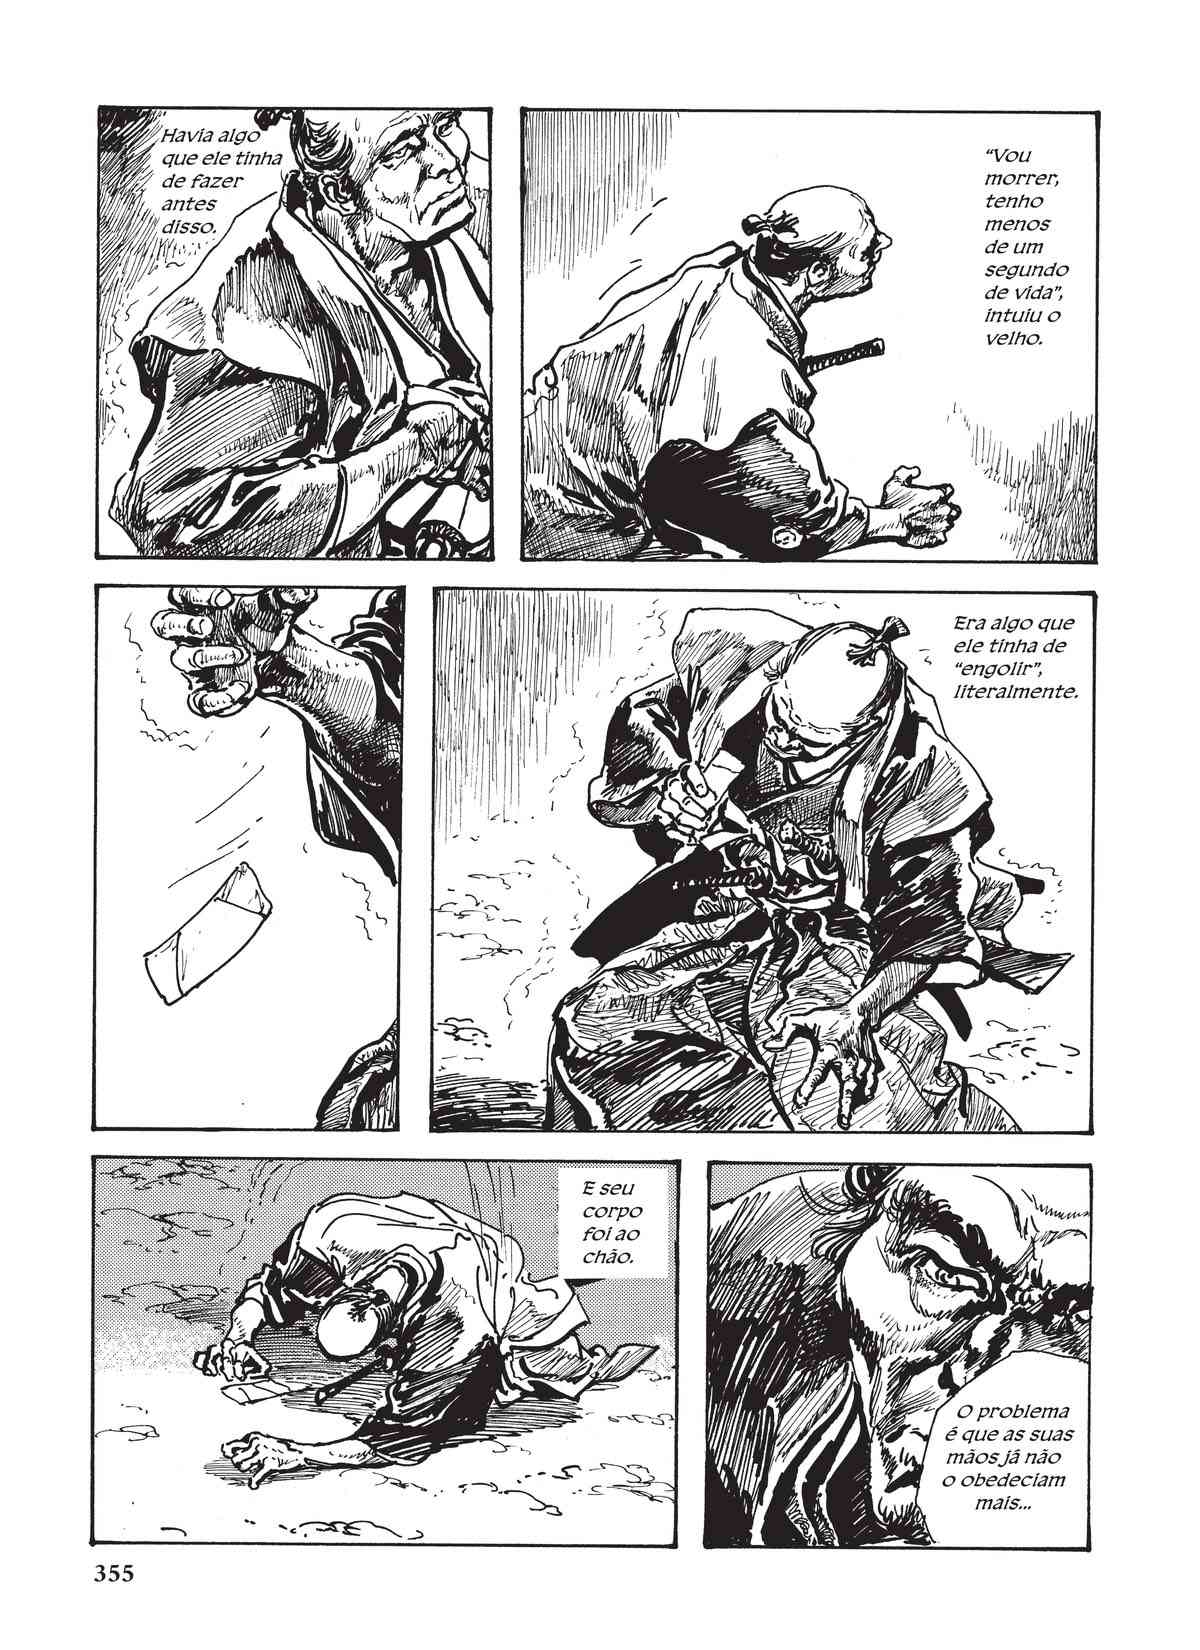 “Vou
morrer,
tenho
menos
de um
segundo
de vida”,
intuiu o
velho.
Havia algo
que ele tinha
de fazer
antes
disso.
Era algo que
ele tinha de
“engolir”,
literalmente.
O problema
é que as suas
mãos já não
o obedeciam
mais...
E seu
corpo
foi ao
chão.
355